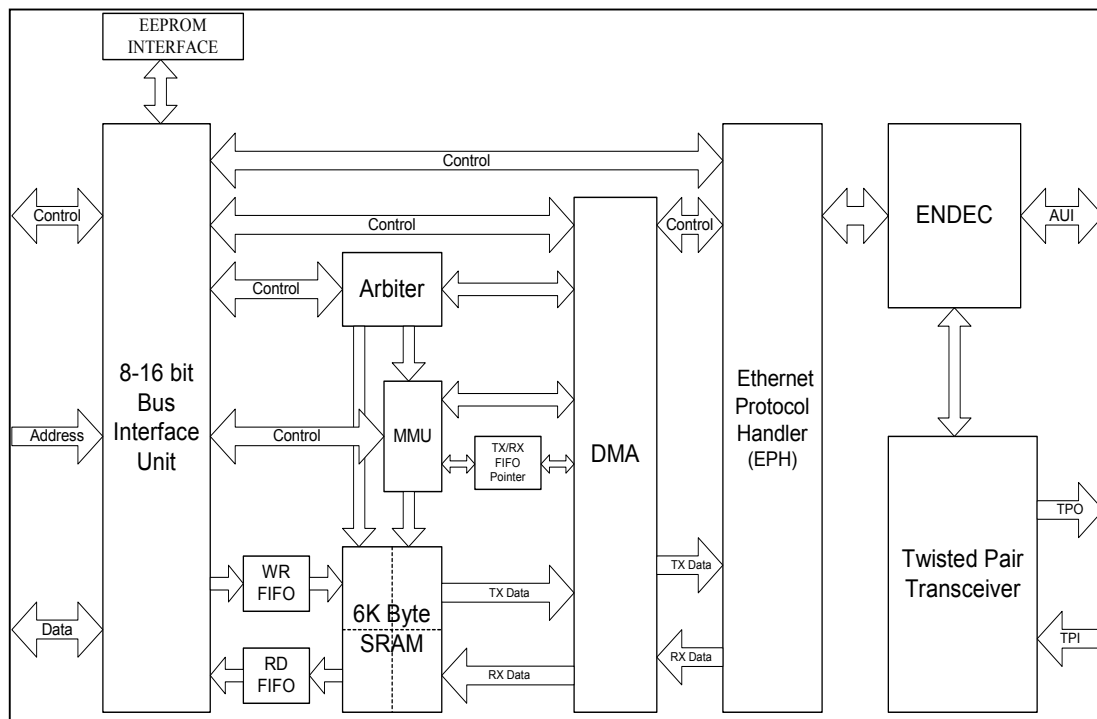 EEPROM
INTERFACE
Control
Control
Control
Control
Control
AUI
ENDEC
Arbiter
Control
8-16 bit
Bus
Interface
Unit
Address
Control
MMU
TX/RX
FIFO
Pointer
DMA
Ethernet
Protocol
Handler
(EPH)
TPO
Twisted Pair
Transceiver
TPI
WR
FIFO
6K Byte
SRAM
TX Data
TX Data
Data
RD
FIFO
RX Data
RX Data